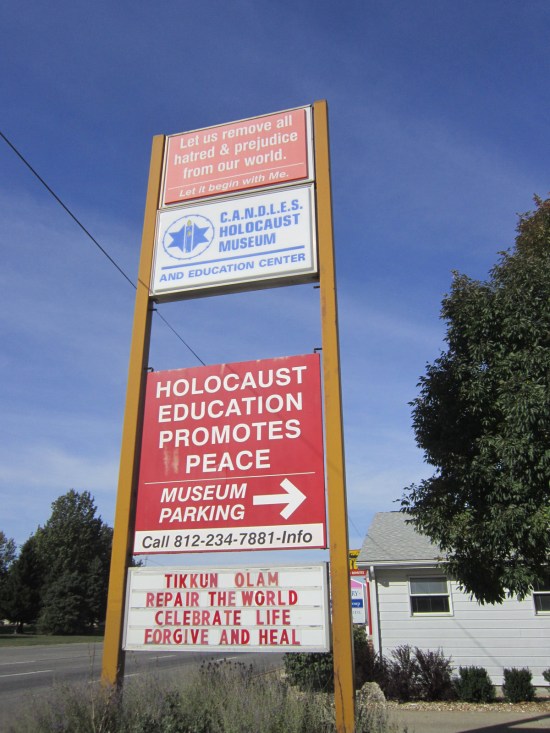 Let us remove all
hatred & prejudice
from our world.
Let it begin with Me.
C.A.N.D.L.E.S.
HOLOCAUST
MUSEUM
AND EDUCATION CENTER
HOLOCAUST
EDUCATION
PROMOTES
PEACE
MUSEUM
PARKING
Call 812-234-7881-Info
TIKKUN OLAM
REPAIR THE WORLD
CELEBRATE LIFE
FORGIVE AND HEAL